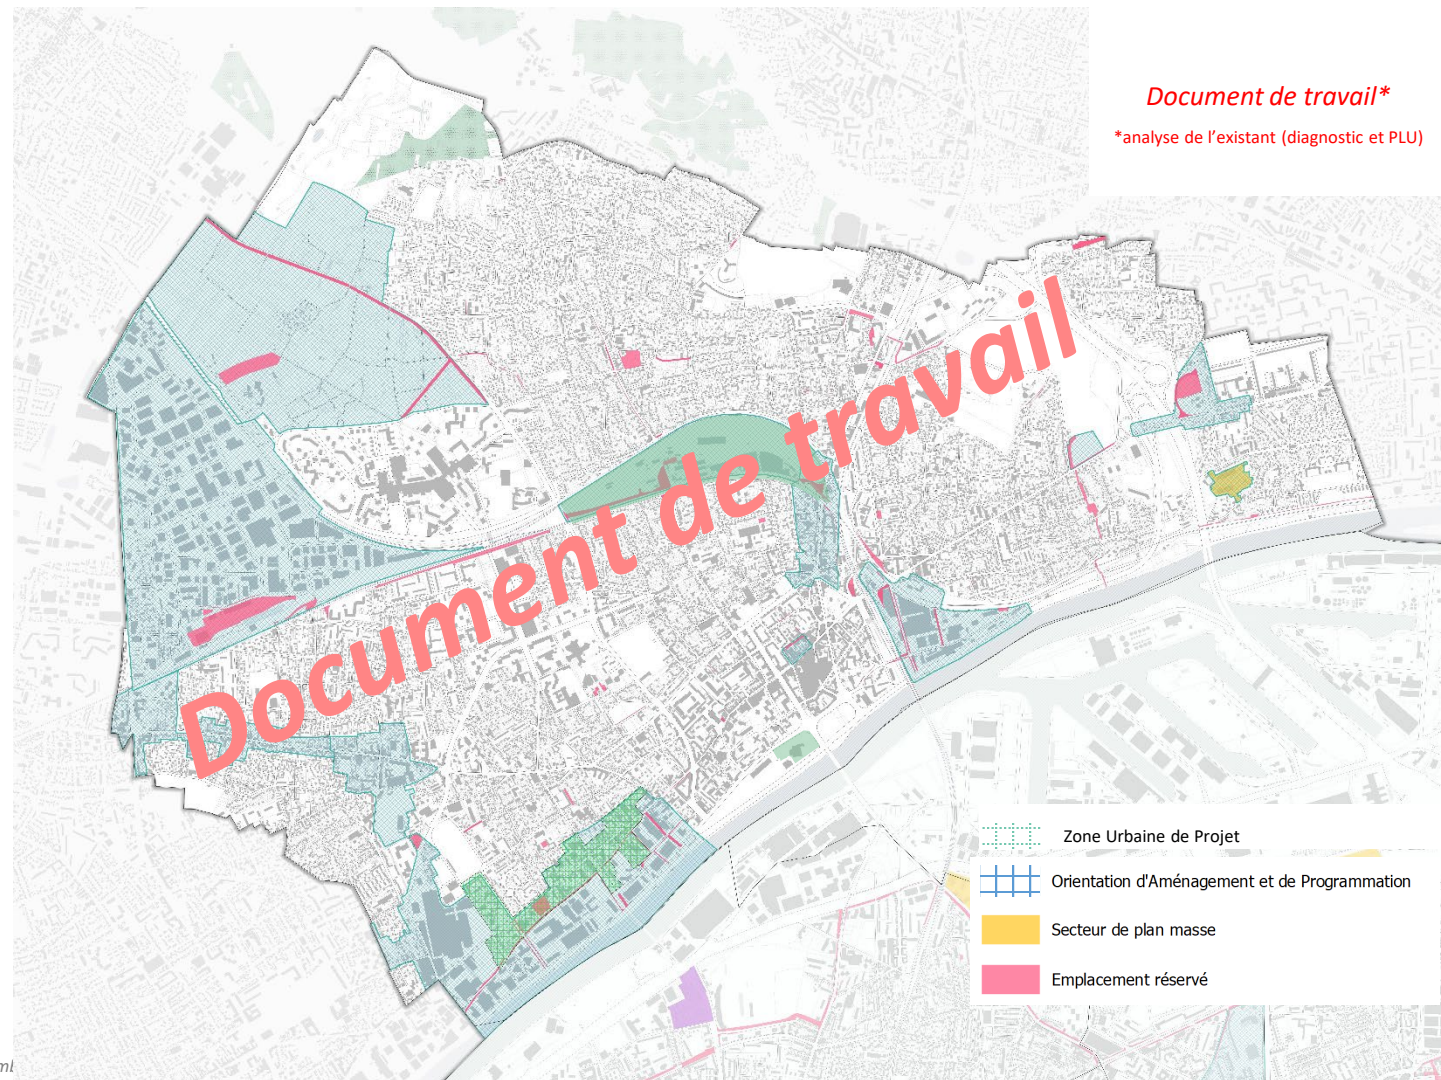 Document de travail*
*analyse de l'existant (diagnostic et PLU)
Document de travail
Zone Urbaine de Projet
Orientation d'Aménagement et de Programmation
Secteur de plan masse
Emplacement réservé